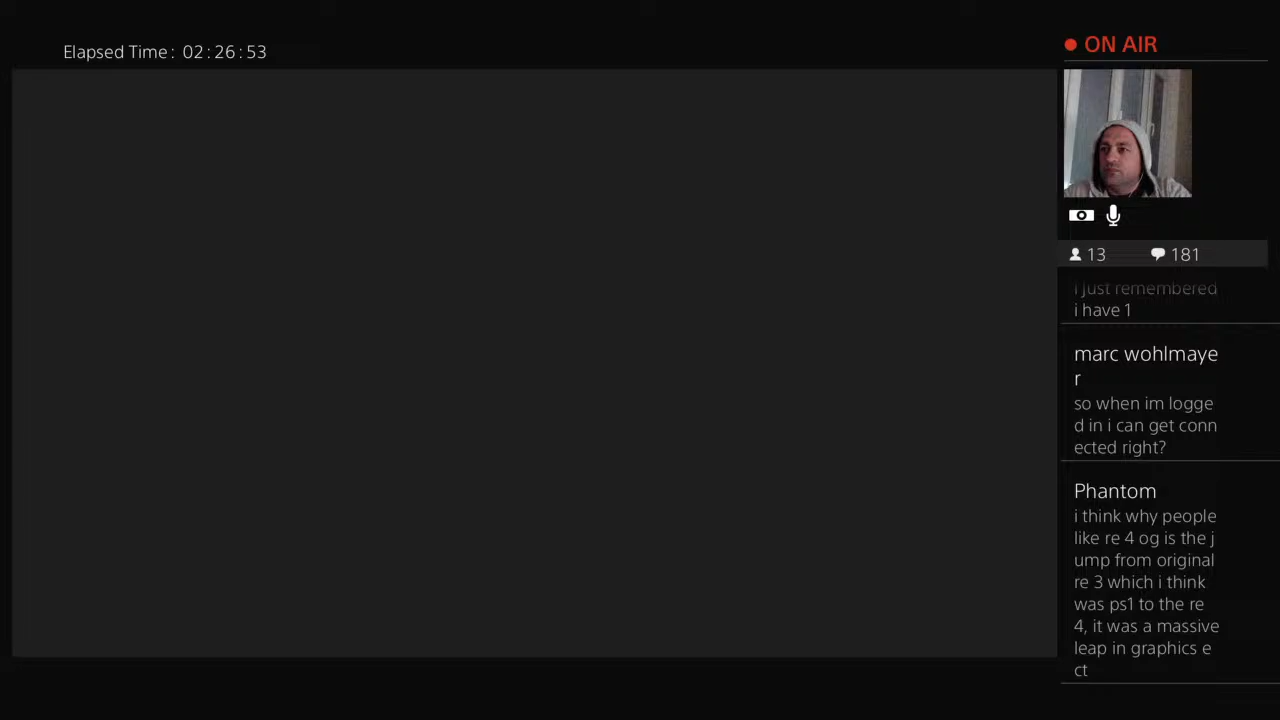 Elapsed Time: 02:26:53
ON AIR
13 181
i just remembered
i have 1
marc wohlmaye
r
so when im logge
d in i can get conn
ected right?
Phantom
i think why people
like re 4 og is the j
ump from original
re 3 which i think
was ps1 to the re
4, it was a massive
leap in graphics e
ct